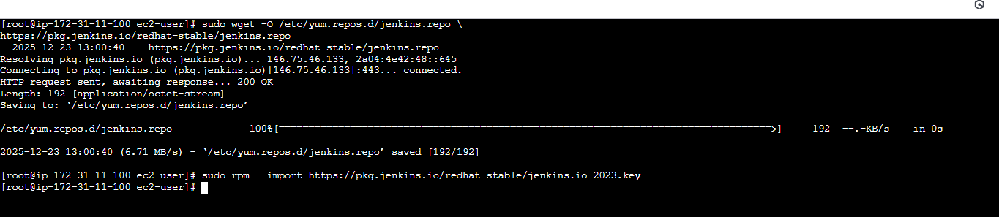 [root@ip-172-31-11-100 ec2-user]# sudo wget -O /etc/yum.repos.d/jenkins.repo \
https://pkg.jenkins.io/redhat-stable/jenkins.repo
--2025-12-23 13:00:40--  https://pkg.jenkins.io/redhat-stable/jenkins.repo
Resolving pkg.jenkins.io (pkg.jenkins.io)... 146.75.46.133, 2a04:4e42:48::645
Connecting to pkg.jenkins.io (pkg.jenkins.io)|146.75.46.133|:443... connected.
HTTP request sent, awaiting response... 200 OK
Length: 192 [application/octet-stream]
Saving to: ‘/etc/yum.repos.d/jenkins.repo’
/etc/yum.repos.d/jenkins.repo 100%[====================================================================================>] 192 --.-KB/s in 0s
2025-12-23 13:00:40 (6.71 MB/s) - ‘/etc/yum.repos.d/jenkins.repo’ saved [192/192]
[root@ip-172-31-11-100 ec2-user]# sudo rpm --import https://pkg.jenkins.io/redhat-stable/jenkins.io-2023.key
[root@ip-172-31-11-100 ec2-user]#